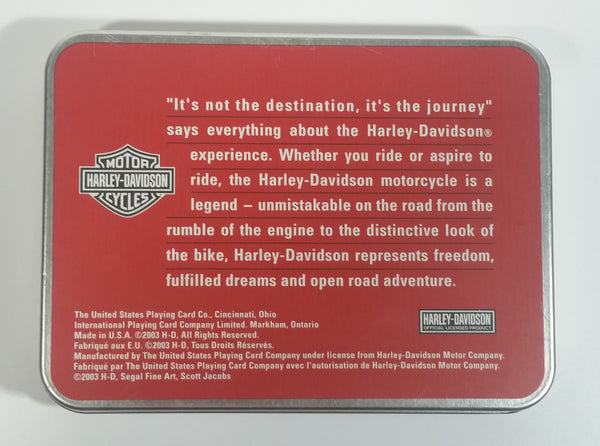 "It's not the destination, it's the journey"
says everything about the Harley-Davidson®
experience. Whether you ride or aspire to
ride, the Harley-Davidson motorcycle is a
legend – unmistakable on the road from the
rumble of the engine to the distinctive look of
the bike, Harley-Davidson represents freedom,
fulfilled dreams and open road adventure.
MOTOR
HARLEY-DAVIDSON
CYCLES
The United States Playing Card Co., Cincinnati, Ohio
International Playing Card Company Limited. Markham, Ontario
Made in U.S.A. ©2003 H-D, All Rights Reserved.
Fabriqué aux E.U. ©2003 H-D, Tous Droits Réservés.
Manufactured by The United States Playing Card Company under license from Harley-Davidson Motor Company.
Fabriqué par The United States Playing Card Company avec l'autorisation de Harley-Davidson Motor Company.
©2003 H-D, Segal Fine Art, Scott Jacobs
HARLEY-DAVIDSON
OFFICIAL LICENSED PRODUCT